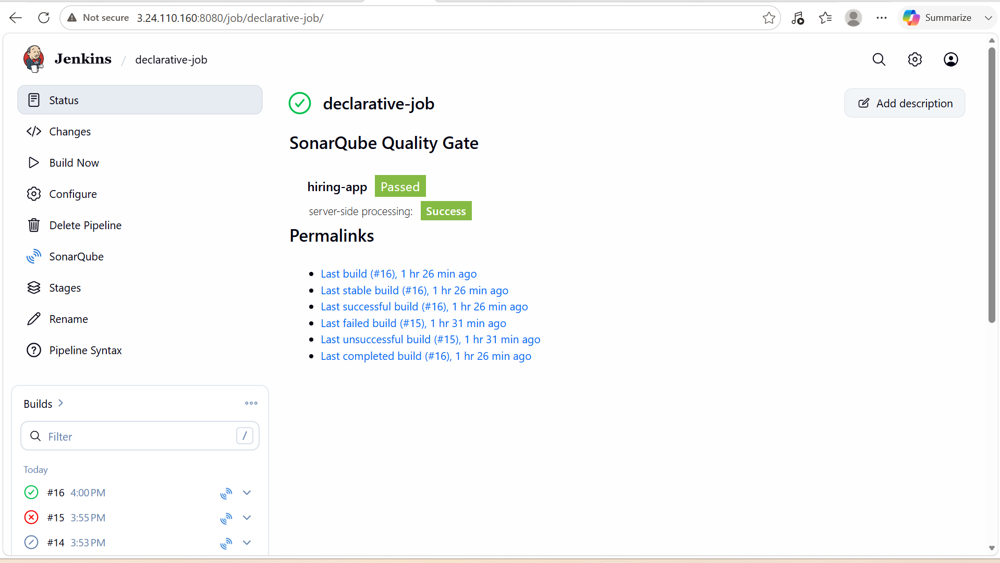 Not secure 3.24.110.160:8080/job/declarative-job/
Summarize
Jenkins / declarative-job
Status
Changes
Build Now
Configure
Delete Pipeline
SonarQube
Stages
Rename
Pipeline Syntax
Builds
Filter /
Today
#16 4:00 PM
#15 3:55 PM
#14 3:53 PM
declarative-job
Add description
SonarQube Quality Gate
hiring-app Passed
server-side processing: Success
Permalinks
Last build (#16), 1 hr 26 min ago
Last stable build (#16), 1 hr 26 min ago
Last successful build (#16), 1 hr 26 min ago
Last failed build (#15), 1 hr 31 min ago
Last unsuccessful build (#15), 1 hr 31 min ago
Last completed build (#16), 1 hr 26 min ago